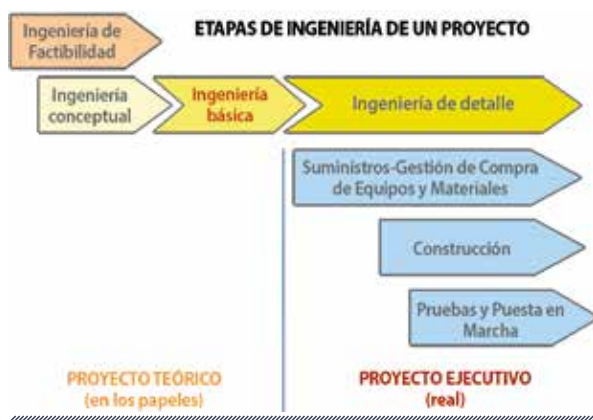 ETAPAS DE INGENIERÍA DE UN PROYECTO
Ingeniería de
Factibilidad
Ingeniería
conceptual
Ingeniería
básica
Ingeniería de detalle
Suministros-Gestión de Compra
de Equipos y Materiales
Construcción
Pruebas y Puesta en
Marcha
PROYECTO TEÓRICO
(en los papeles)
PROYECTO EJECUTIVO
(real)